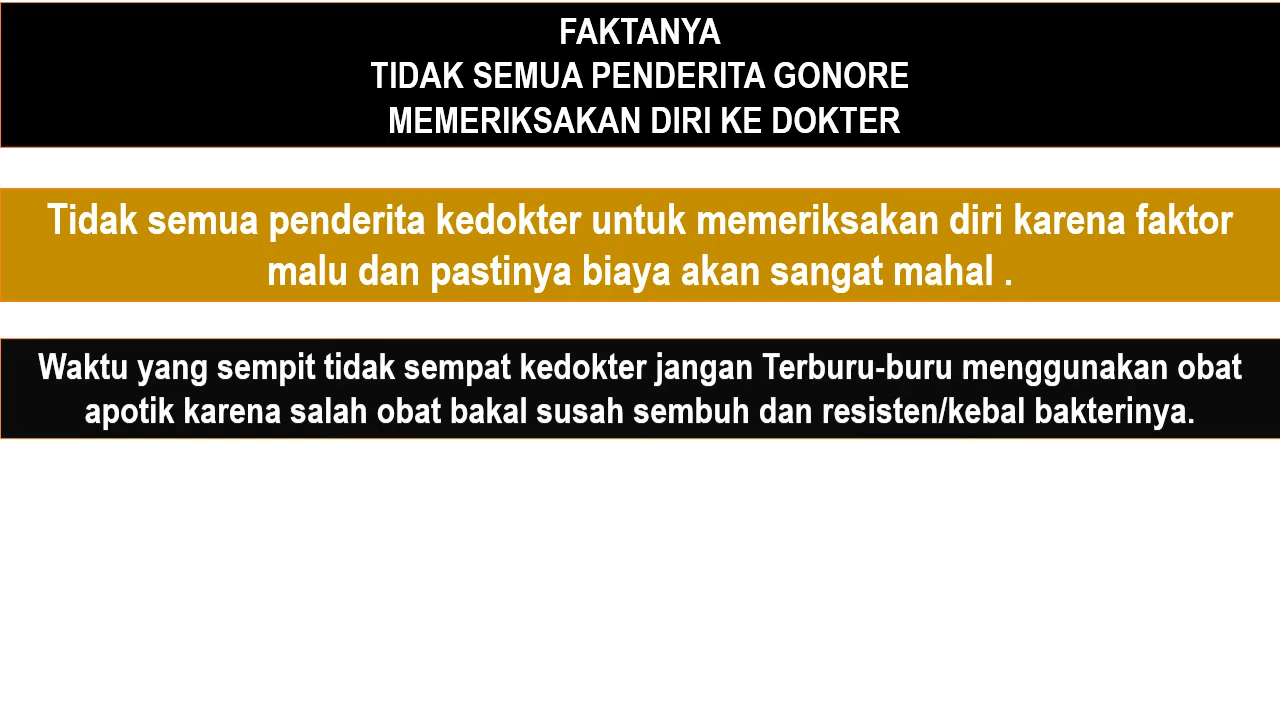 FAKTANYA
TIDAK SEMUA PENDERITA GONORE
MEMERIKSAKAN DIRI KE DOKTER
Tidak semua penderita kedokter untuk memeriksakan diri karena faktor
malu dan pastinya biaya akan sangat mahal .
Waktu yang sempit tidak sempat kedokter jangan Terburu-buru menggunakan obat
apotik karena salah obat bakal susah sembuh dan resisten/kebal bakterinya.